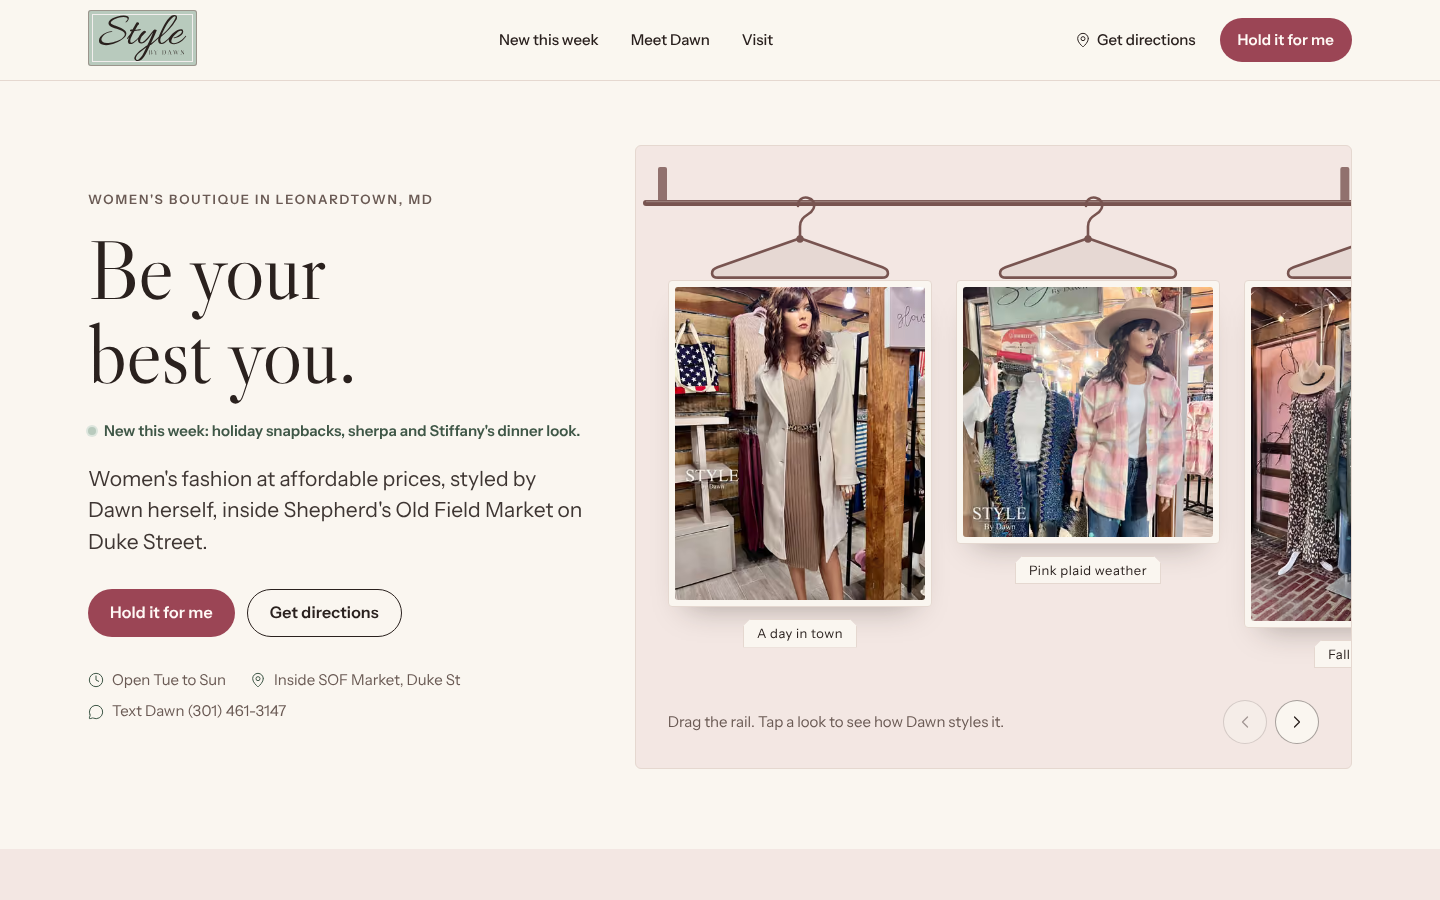 Style
BY DAWN
New this week
Meet Dawn
Visit
Get directions
Hold it for me
WOMEN'S BOUTIQUE IN LEONARDTOWN, MD
Be your
best you.
New this week: holiday snapbacks, sherpa and Stiffany's dinner look.
Women's fashion at affordable prices, styled by
Dawn herself, inside Shepherd's Old Field Market on
Duke Street.
Hold it for me
Get directions
Open Tue to Sun
Inside SOF Market, Duke St
Text Dawn (301) 461-3147
glow
STYLE
By Dawn
A day in town
STYLE
By Dawn
Pink plaid weather
Fall
Drag the rail. Tap a look to see how Dawn styles it.